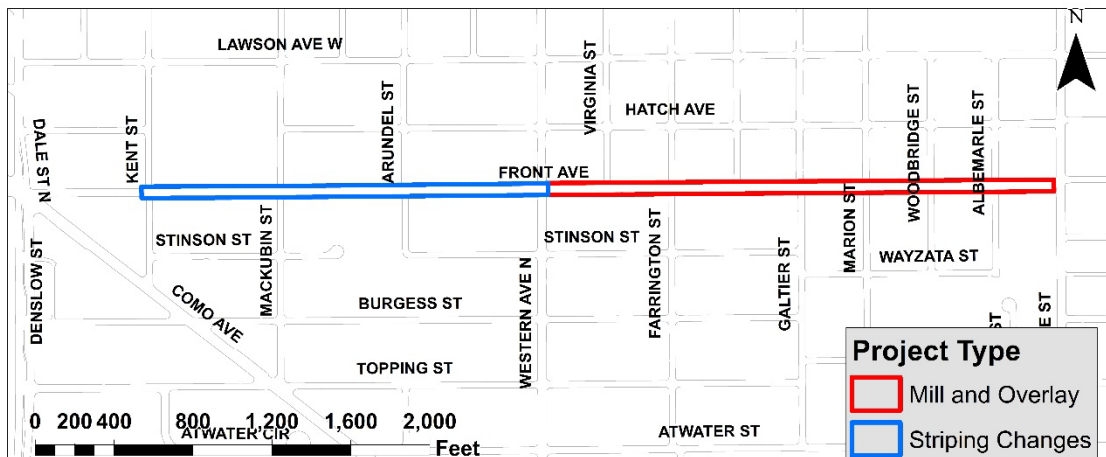 N
LAWSON AVE W
VIRGINIA ST
HATCH AVE
ARUNDEL ST
WOODBRIDGE ST
ALBEMARLE ST
KENT ST
DALE ST N
FRONT AVE
MARION ST
STINSON ST
STINSON ST
MACKUBIN ST
FARRINGTON ST
GALTIER ST
WAYZATA ST
DENSLOW ST
COMO AVE
WESTERN AVE N
BURGESS ST
TOPPING ST
ST
E ST
Project Type
Mill and Overlay
Striping Changes
0 200 400 800 1,200 1,600 2,000
Feet
ATWATER CIR
ATWATER ST